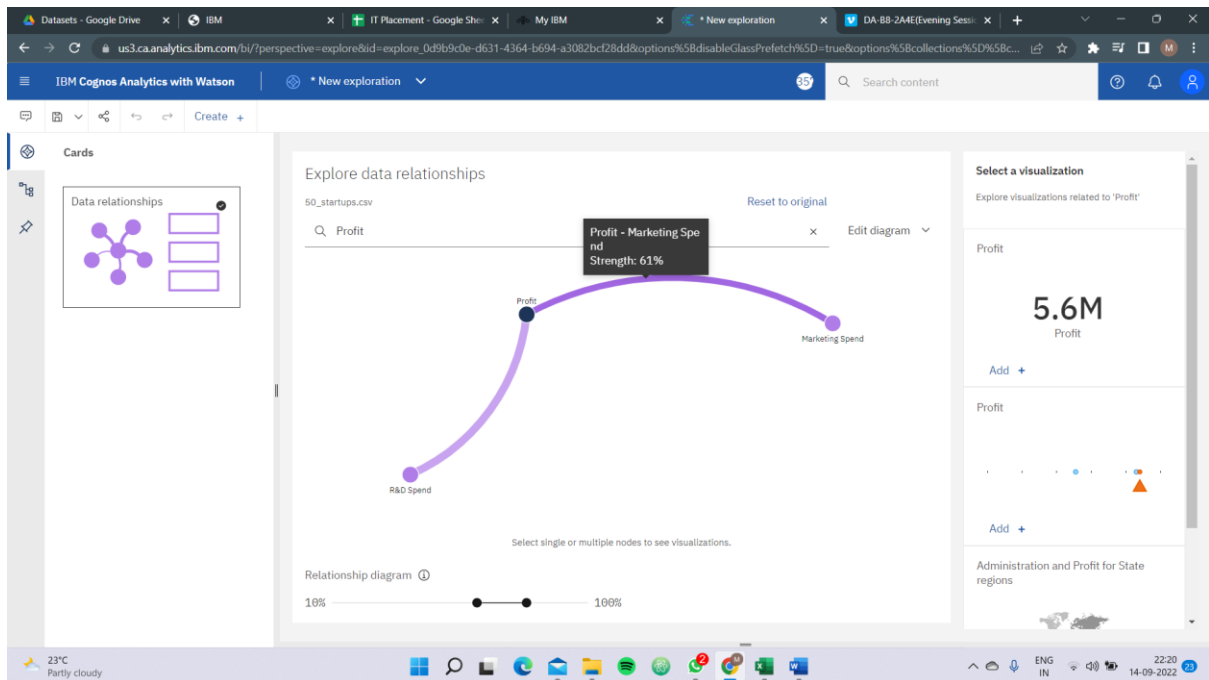 Datasets - Google Drive
IBM
IT Placement - Google She
My IBM
* New exploration
DA-B8-2A4E(Evening Sessi
us3.ca.analytics.ibm.com/bi/?perspective=explore&id=explore_0d9b9c0e-d631-4364-b694-a3082bcf28dd&options%5BdisableGlassPrefetch%5D=true&options%5Bcollections%5D%5Bc...
M
IBM Cognos Analytics with Watson
* New exploration
35
Search content
Create +
Cards
Data relationships
Explore data relationships
50_startups.csv
Reset to original
Profit
Edit diagram
Profit - Marketing Spe
nd
Strength: 61%
Profit
Marketing Spend
R&D Spend
Select single or multiple nodes to see visualizations.
Relationship diagram
10%
100%
Select a visualization
Explore visualizations related to 'Profit'
Profit
5.6M
Profit
Add +
Profit
Add +
Administration and Profit for State
regions
23°C
Partly cloudy
2
M
ENG
IN
22:20
14-09-2022
23